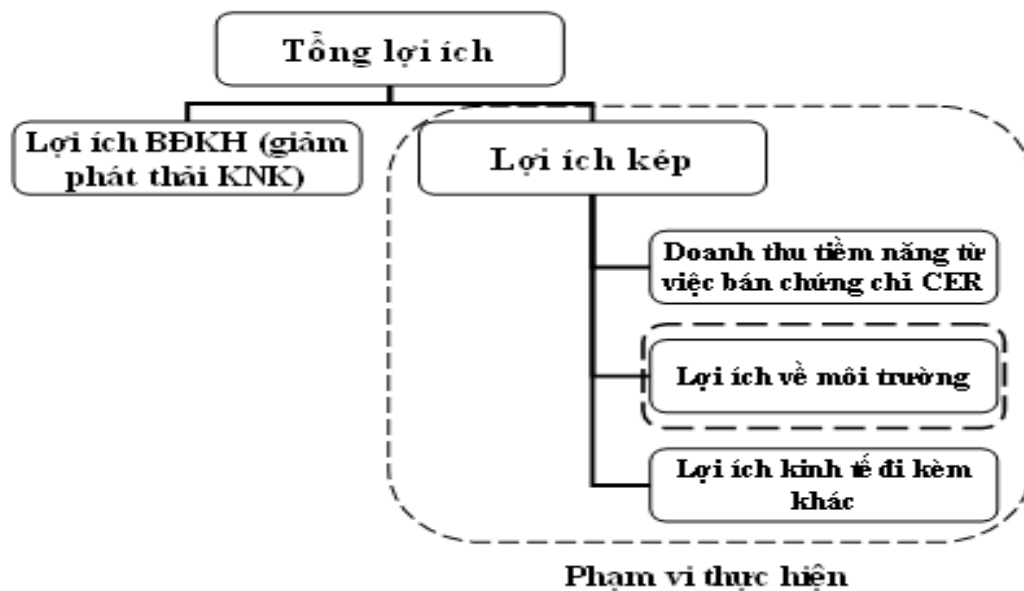 Tổng lợi ích
Lợi ích BĐKH (giảm
phát thải KNK)
Lợi ích kép
Doanh thu tiềm năng từ
việc bán chứng chỉ CER
Lợi ích về môi trường
Lợi ích kinh tế đi kèm
khác
Phạm vi thực hiện